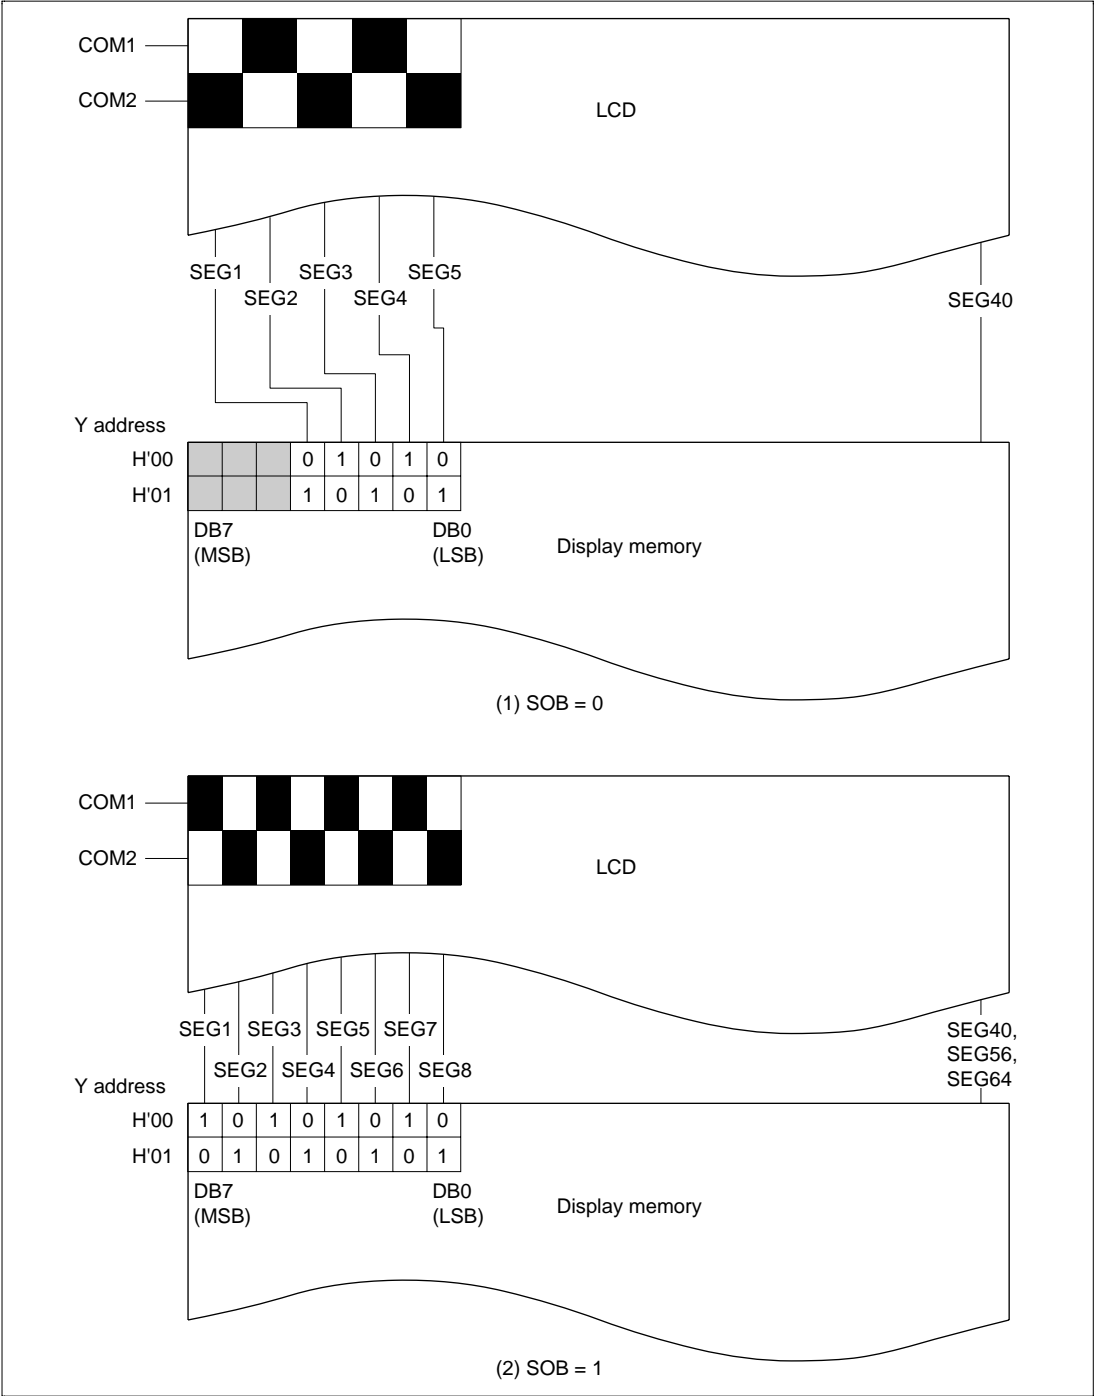 COM1
COM2
LCD
SEG1 SEG3 SEG5
SEG2 SEG4 SEG40
Y address
H'00 0 1 0 1 0
H'01 1 0 1 0 1
DB7 DB0
(MSB) (LSB)
Display memory
(1) SOB = 0
COM1
COM2
LCD
SEG1 SEG3 SEG5 SEG7
SEG2 SEG4 SEG6 SEG8
SEG40,
SEG56,
SEG64
Y address
H'00 1 0 1 0 1 0 1 0
H'01 0 1 0 1 0 1 0 1
DB7 DB0
(MSB) (LSB)
Display memory
(2) SOB = 1